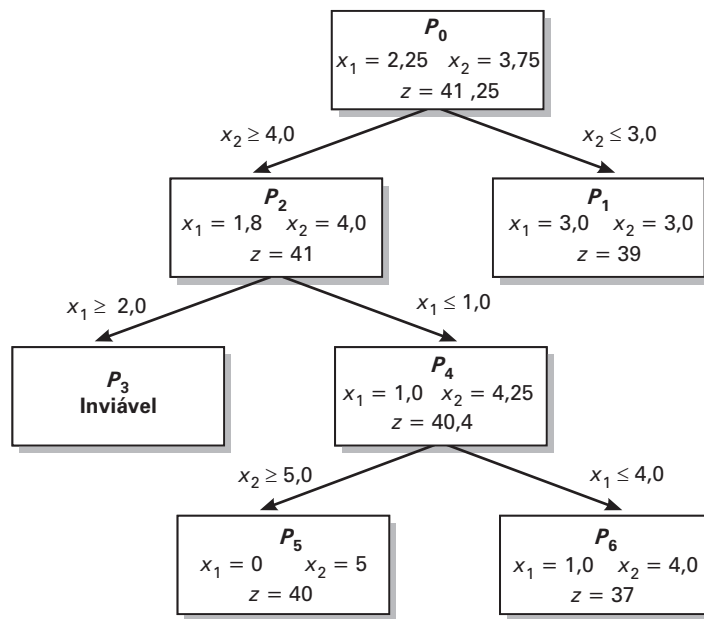 P0
x1 = 2,25 x2 = 3,75
z = 41 ,25
x2 ≥ 4,0
x2 ≤ 3,0
P2
x1 = 1,8 x2 = 4,0
z = 41
P1
x1 = 3,0 x2 = 3,0
z = 39
x1 ≥ 2,0
x1 ≤ 1,0
P3
Inviável
P4
x1 = 1,0 x2 = 4,25
z = 40,4
x2 ≥ 5,0
x1 ≤ 4,0
P5
x1 = 0 x2 = 5
z = 40
P6
x1 = 1,0 x2 = 4,0
z = 37